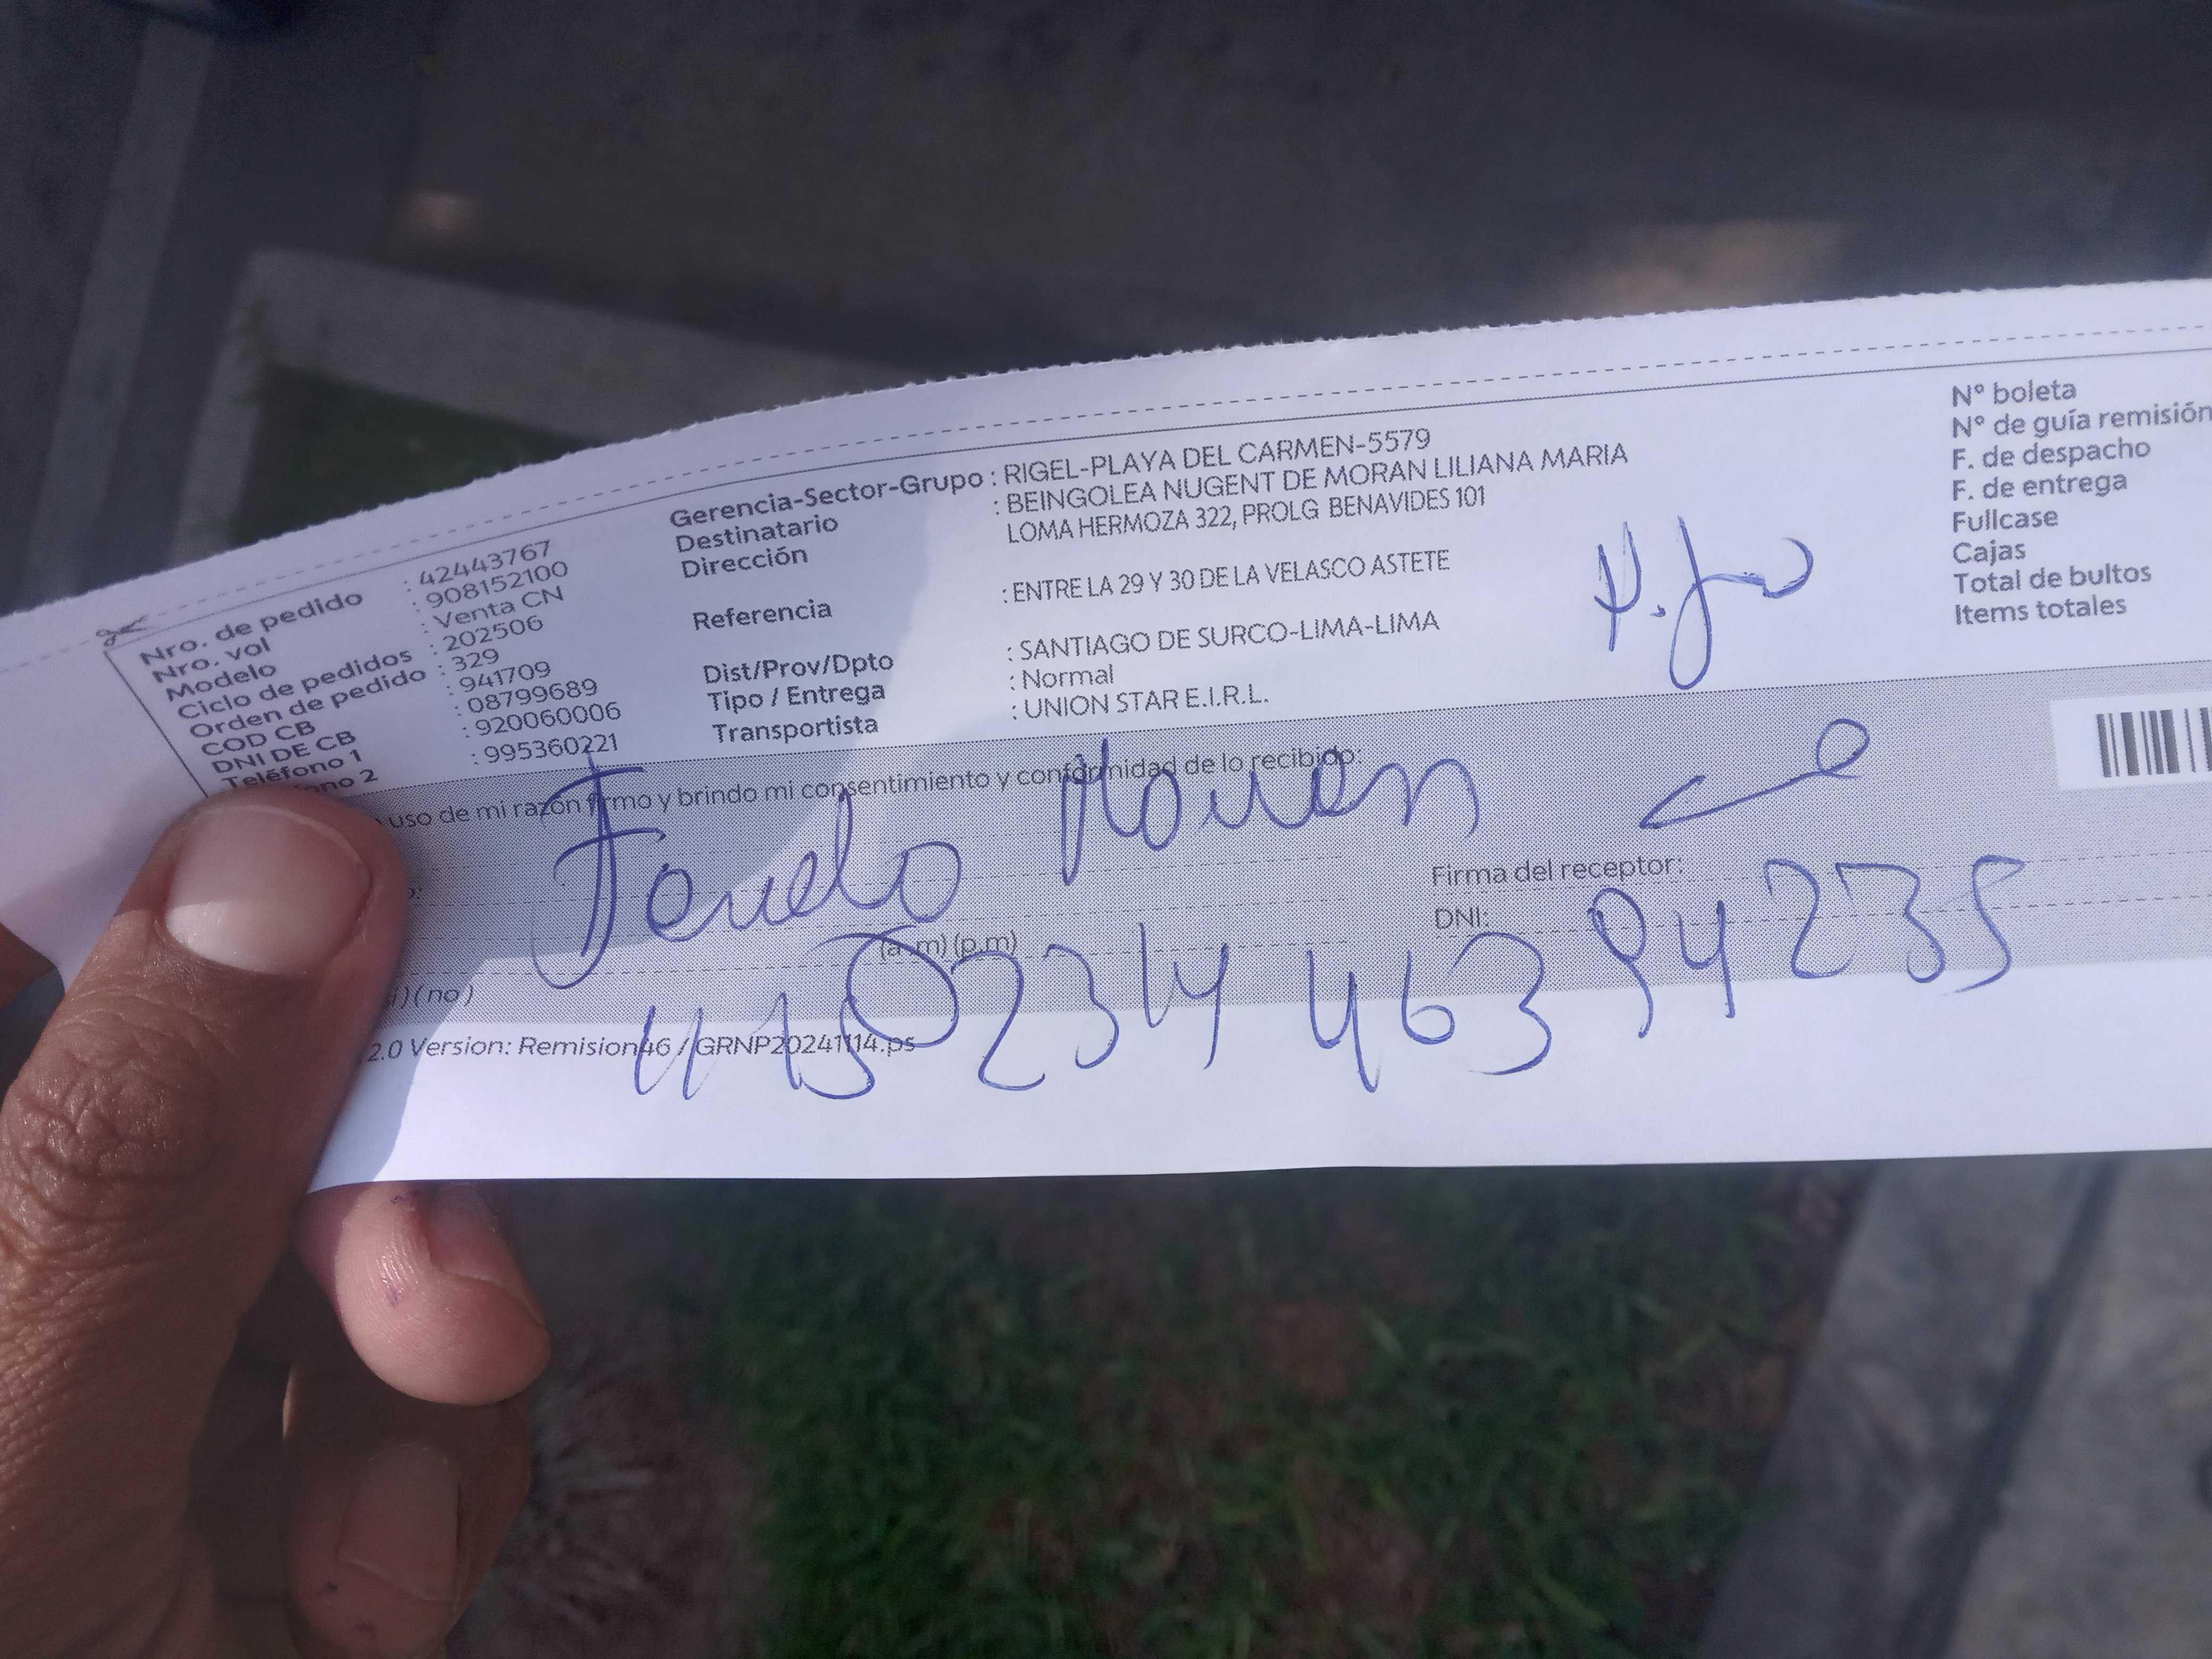 Nro. de pedido : 42443767
Nro. vol : 908152100
Modelo : Venta CN
Ciclo de pedidos : 202506
Orden de pedido : 329
COD CB : 941709
DNI DE CB : 08799689
Teléfono 1 : 920060006
ono 2 : 995360221
Gerencia-Sector-Grupo : RIGEL-PLAYA DEL CARMEN-5579
Destinatario : BEINGOLEA NUGENT DE MORAN LILIANA MARIA
Dirección LOMA HERMOZA 322, PROLG BENAVIDES 101
Referencia : ENTRE LA 29 Y 30 DE LA VELASCO ASTETE
Dist/Prov/Dpto : SANTIAGO DE SURCO-LIMA-LIMA
Tipo / Entrega : Normal
Transportista : UNION STAR E.I.R.L.
N° boleta
N° de guía remisión
F. de despacho
F. de entrega
Fullcase
Cajas
Total de bultos
Items totales
uso de mi razón firmo y brindo mi consentimiento y conformidad de lo recibido:
Firma del receptor:
DNI:
(a.m) (p.m)
(no)
2.0 Version: Remision46 / GRNP20241114.ps